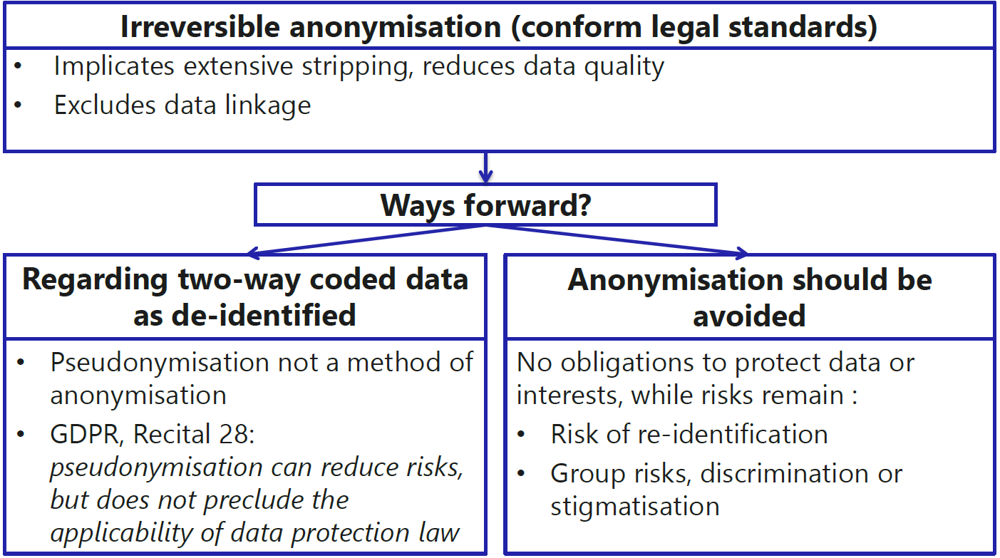 Irreversible anonymisation (conform legal standards)
• Implicates extensive stripping, reduces data quality
• Excludes data linkage
Ways forward?
Regarding two-way coded data
as de-identified
• Pseudonymisation not a method of
anonymisation
• GDPR, Recital 28:
pseudonymisation can reduce risks,
but does not preclude the
applicability of data protection law
Anonymisation should be
avoided
No obligations to protect data or
interests, while risks remain :
• Risk of re-identification
• Group risks, discrimination or
stigmatisation